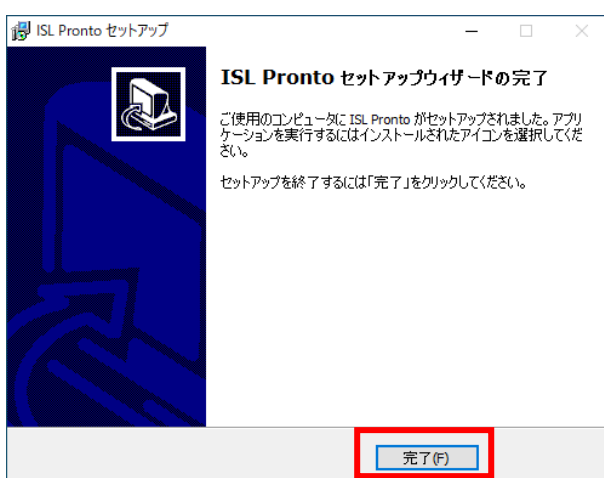 ISL Pronto セットアップ
ISL Pronto セットアップウィザードの完了
ご使用のコンピュータに ISL Pronto がセットアップされました。アプリ
ケーションを実行するにはインストールされたアイコンを選択してくだ
さい。
セットアップを終了するには「完了」をクリックしてください。
完了(F)